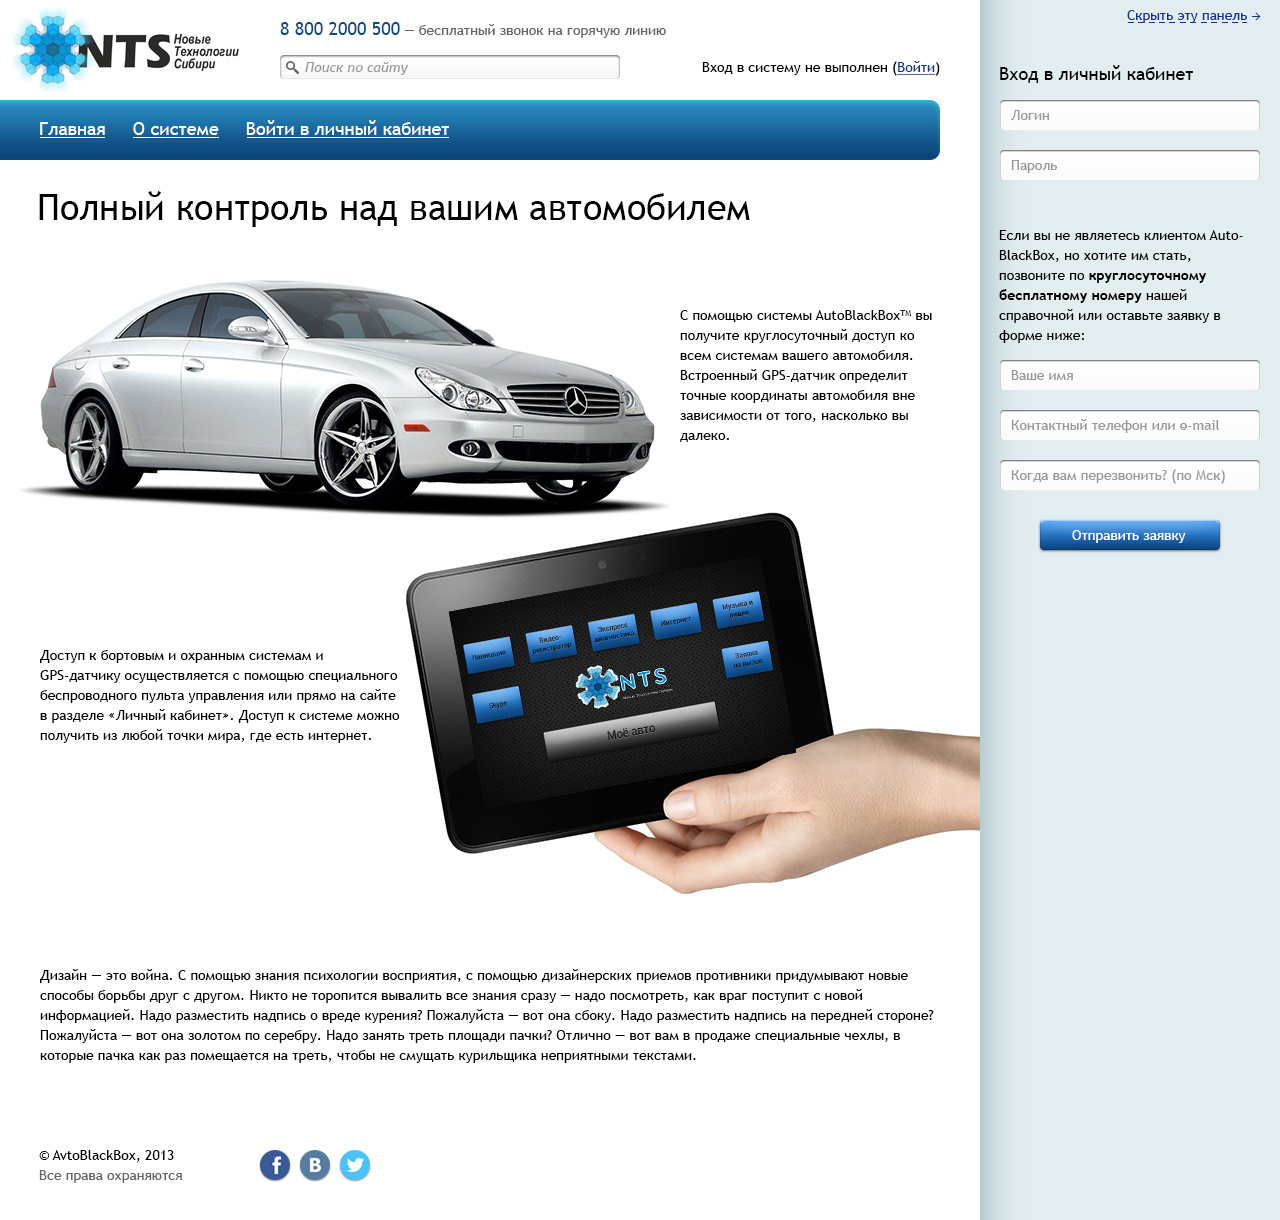 NTS Новые
Технологии
Сибири
8 800 2000 500 — бесплатный звонок на горячую линию
Поиск по сайту
Вход в систему не выполнен (Войти)
Главная О системе Войти в личный кабинет
Полный контроль над вашим автомобилем
С помощью системы AutoBlackBox™ вы
получите круглосуточный доступ ко
всем системам вашего автомобиля.
Встроенный GPS-датчик определит
точные координаты автомобиля вне
зависимости от того, насколько вы
далеко.
Навигация
Видео-
регистратор
Экспресс
диагностика
Интернет
Музыка и
видео
Skype
NTS
Новые Технологии Сибири
Заявка
на вызов
Моё авто
Доступ к бортовым и охранным системам и
GPS-датчику осуществляется с помощью специального
беспроводного пульта управления или прямо на сайте
в разделе «Личный кабинет». Доступ к системе можно
получить из любой точки мира, где есть интернет.
Дизайн — это война. С помощью знания психологии восприятия, с помощью дизайнерских приемов противники придумывают новые
способы борьбы друг с другом. Никто не торопится вывалить все знания сразу — надо посмотреть, как враг поступит с новой
информацией. Надо разместить надпись о вреде курения? Пожалуйста — вот она сбоку. Надо разместить надпись на передней стороне?
Пожалуйста — вот она золотом по серебру. Надо занять треть площади пачки? Отлично — вот вам в продаже специальные чехлы, в
которые пачка как раз помещается на треть, чтобы не смущать курильщика неприятными текстами.
© AvtoBlackBox, 2013
Все права охраняются
Скрыть эту панель →
Вход в личный кабинет
Логин
Пароль
Если вы не являетесь клиентом Auto-
BlackBox, но хотите им стать,
позвоните по круглосуточному
бесплатному номеру нашей
справочной или оставьте заявку в
форме ниже:
Ваше имя
Контактный телефон или e-mail
Когда вам перезвонить? (по Мск)
Отправить заявку